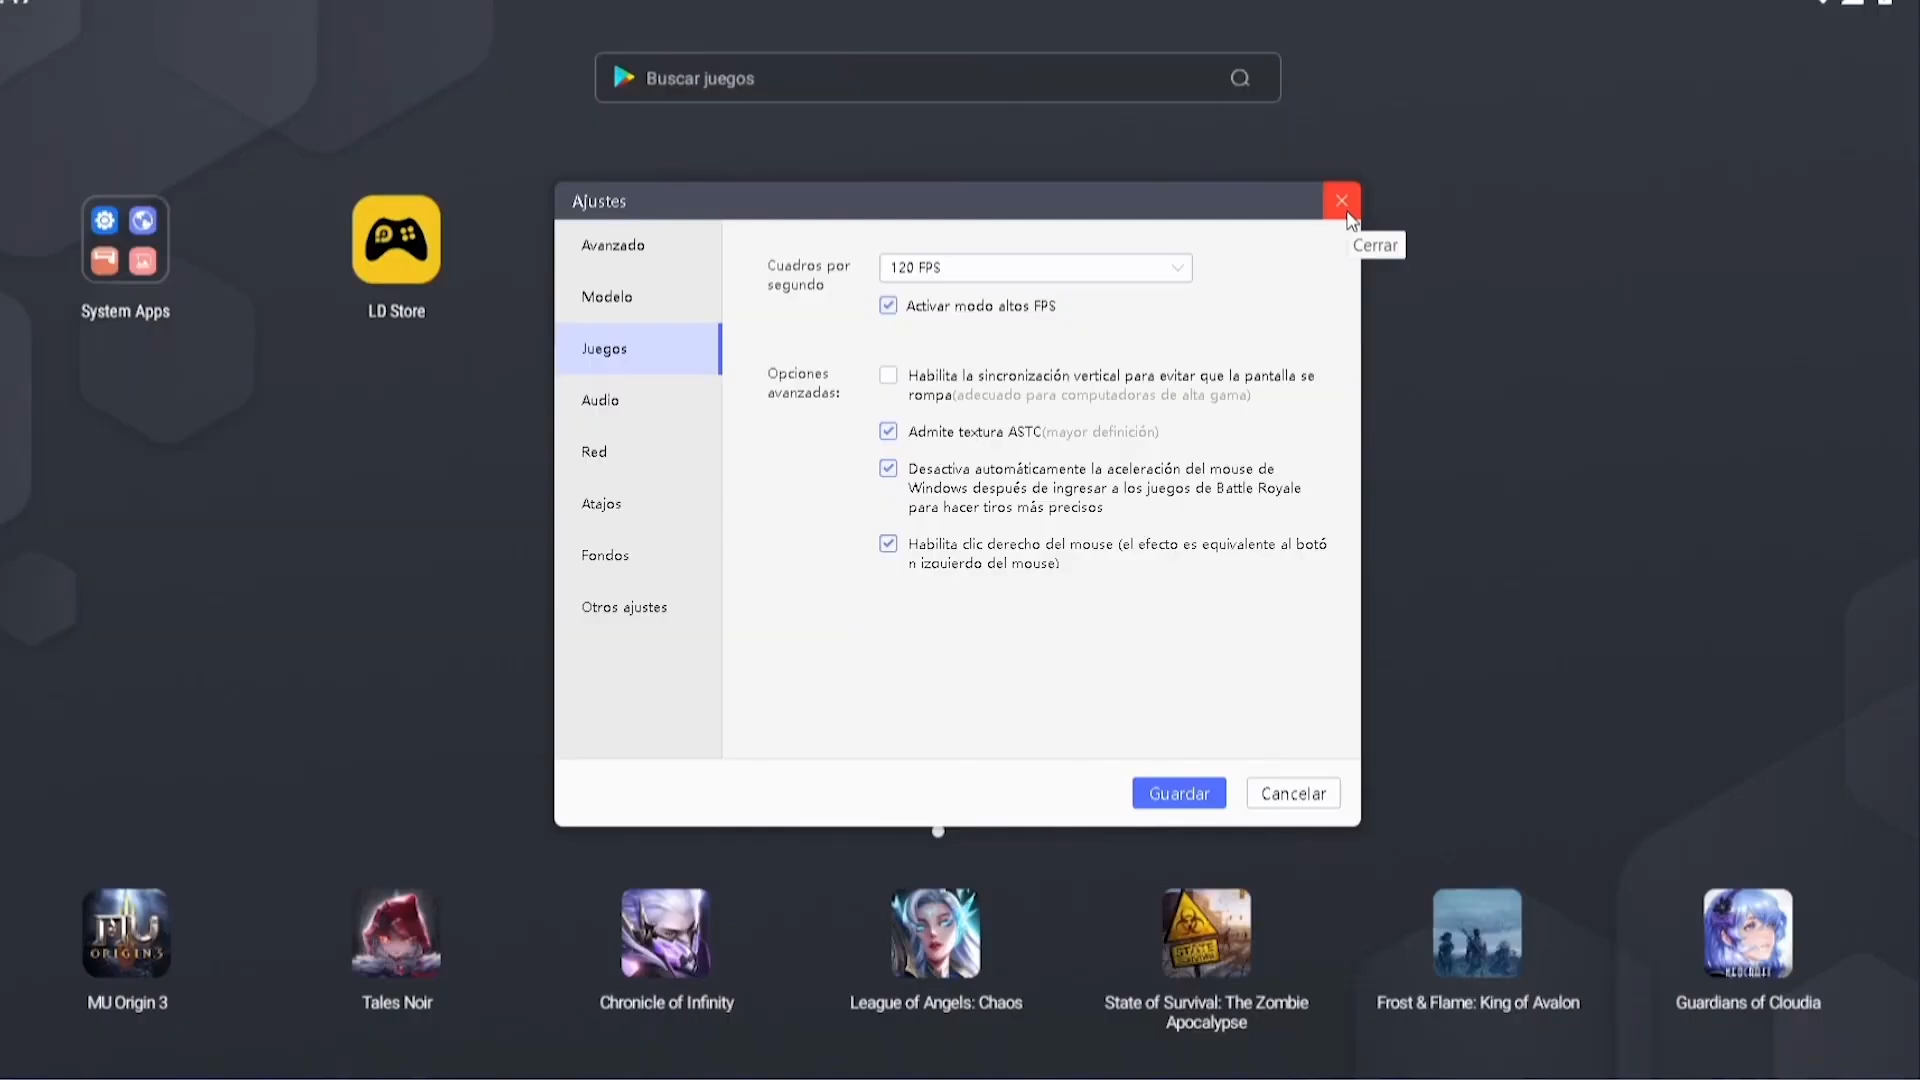 Buscar juegos
Ajustes
Cerrar
Avanzado
Modelo
Juegos
Audio
Red
Atajos
Fondos
Otros ajustes
Cuadros por
segundo
120 FPS
Activar modo altos FPS
Opciones
avanzadas:
Habilita la sincronización vertical para evitar que la pantalla se
rompa(adecuado para computadoras de alta gama)
Admite textura ASTC(mayor definición)
Desactiva automáticamente la aceleración del mouse de
Windows después de ingresar a los juegos de Battle Royale
para hacer tiros más precisos
Habilita clic derecho del mouse (el efecto es equivalente al botó
n izquierdo del mouse)
Guardar
Cancelar
System Apps
LD Store
MU
ORIGIN3
STATE
MU Origin 3
Tales Noir
Chronicle of Infinity
League of Angels: Chaos
State of Survival: The Zombie
Apocalypse
Frost & Flame: King of Avalon
Guardians of Cloudia